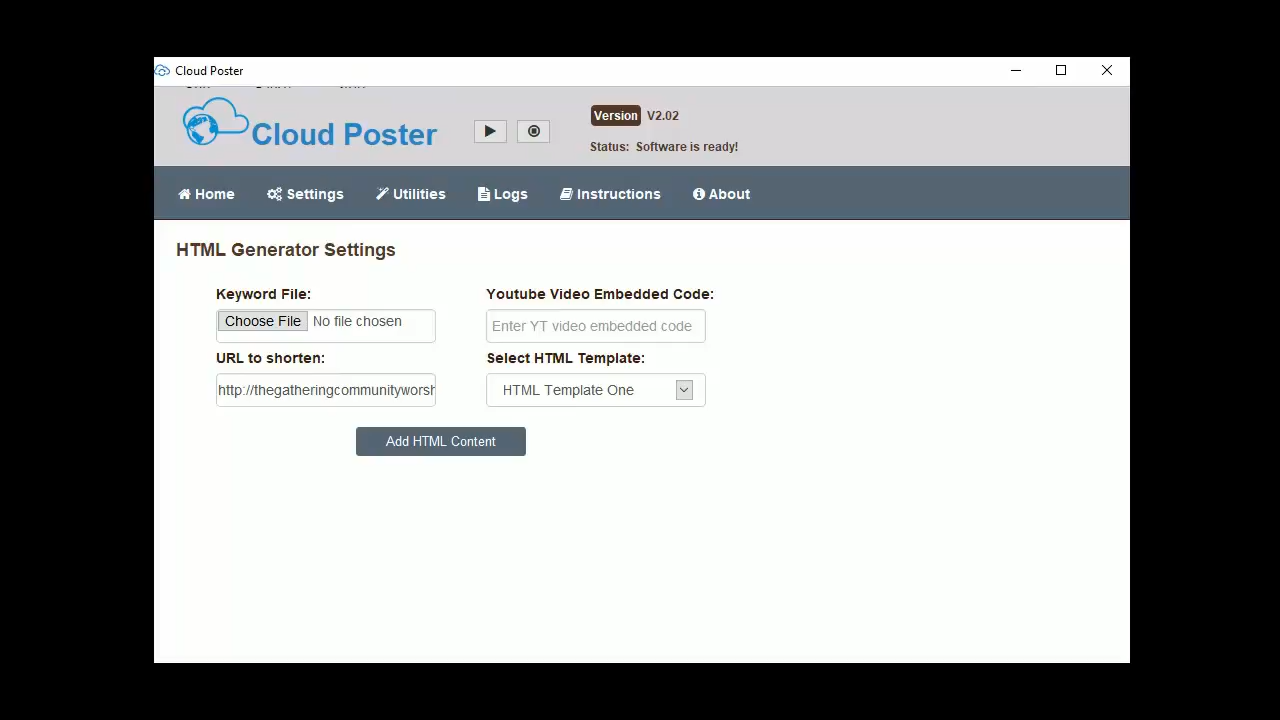 Cloud Poster
Cloud Poster
Version V2.02
Status: Software is ready!
Home Settings Utilities Logs Instructions About
HTML Generator Settings
Keyword File: Youtube Video Embedded Code:
Choose File No file chosen Enter YT video embedded code
URL to shorten: Select HTML Template:
http://thegatheringcommunityworsh HTML Template One
Add HTML Content